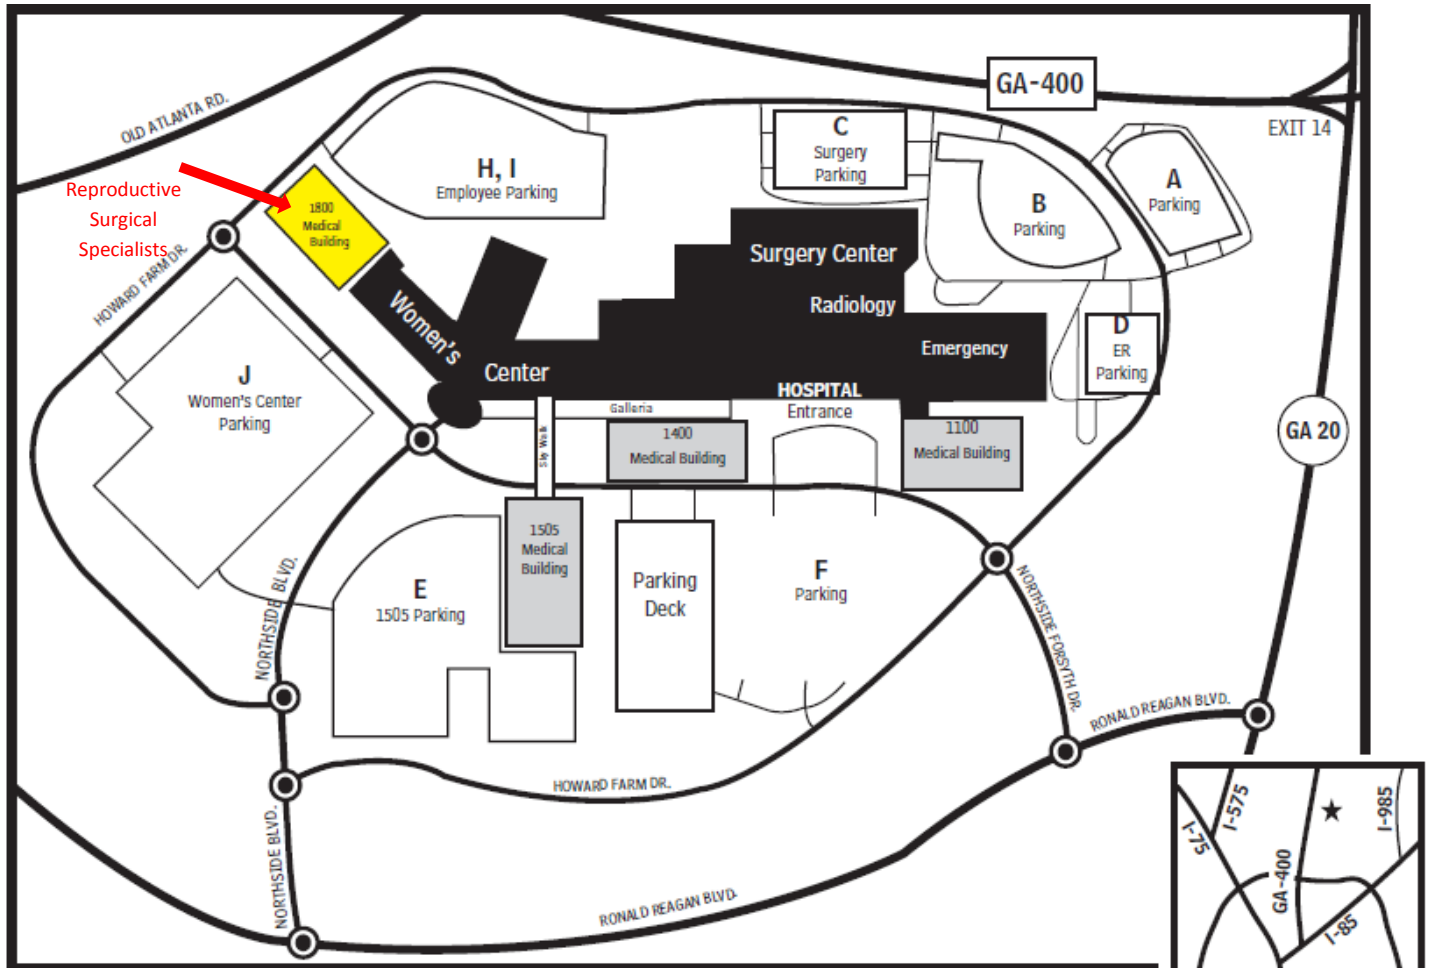 GA-400
EXIT 14
OLD ATLANTA RD.
C
Surgery
Parking
H, I
Employee Parking
A
Parking
B
Parking
Reproductive
Surgical
Specialists
1800
Medical
Building
HOWARD FARM DR.
Surgery Center
Radiology
Emergency
Women's
Center
HOSPITAL
Entrance
Galleria
D
ER
Parking
J
Women's Center
Parking
Sky Walk
1400
Medical Building
1100
Medical Building
GA 20
1505
Medical
Building
E
1505 Parking
Parking
Deck
F
Parking
NORTHSIDE BLVD.
NORTHSIDE FORSYTH DR.
RONALD REAGAN BLVD.
HOWARD FARM DR.
NORTHSIDE BLVD.
RONALD REAGAN BLVD.
I-75
I-575
GA-400
I-985
I-85